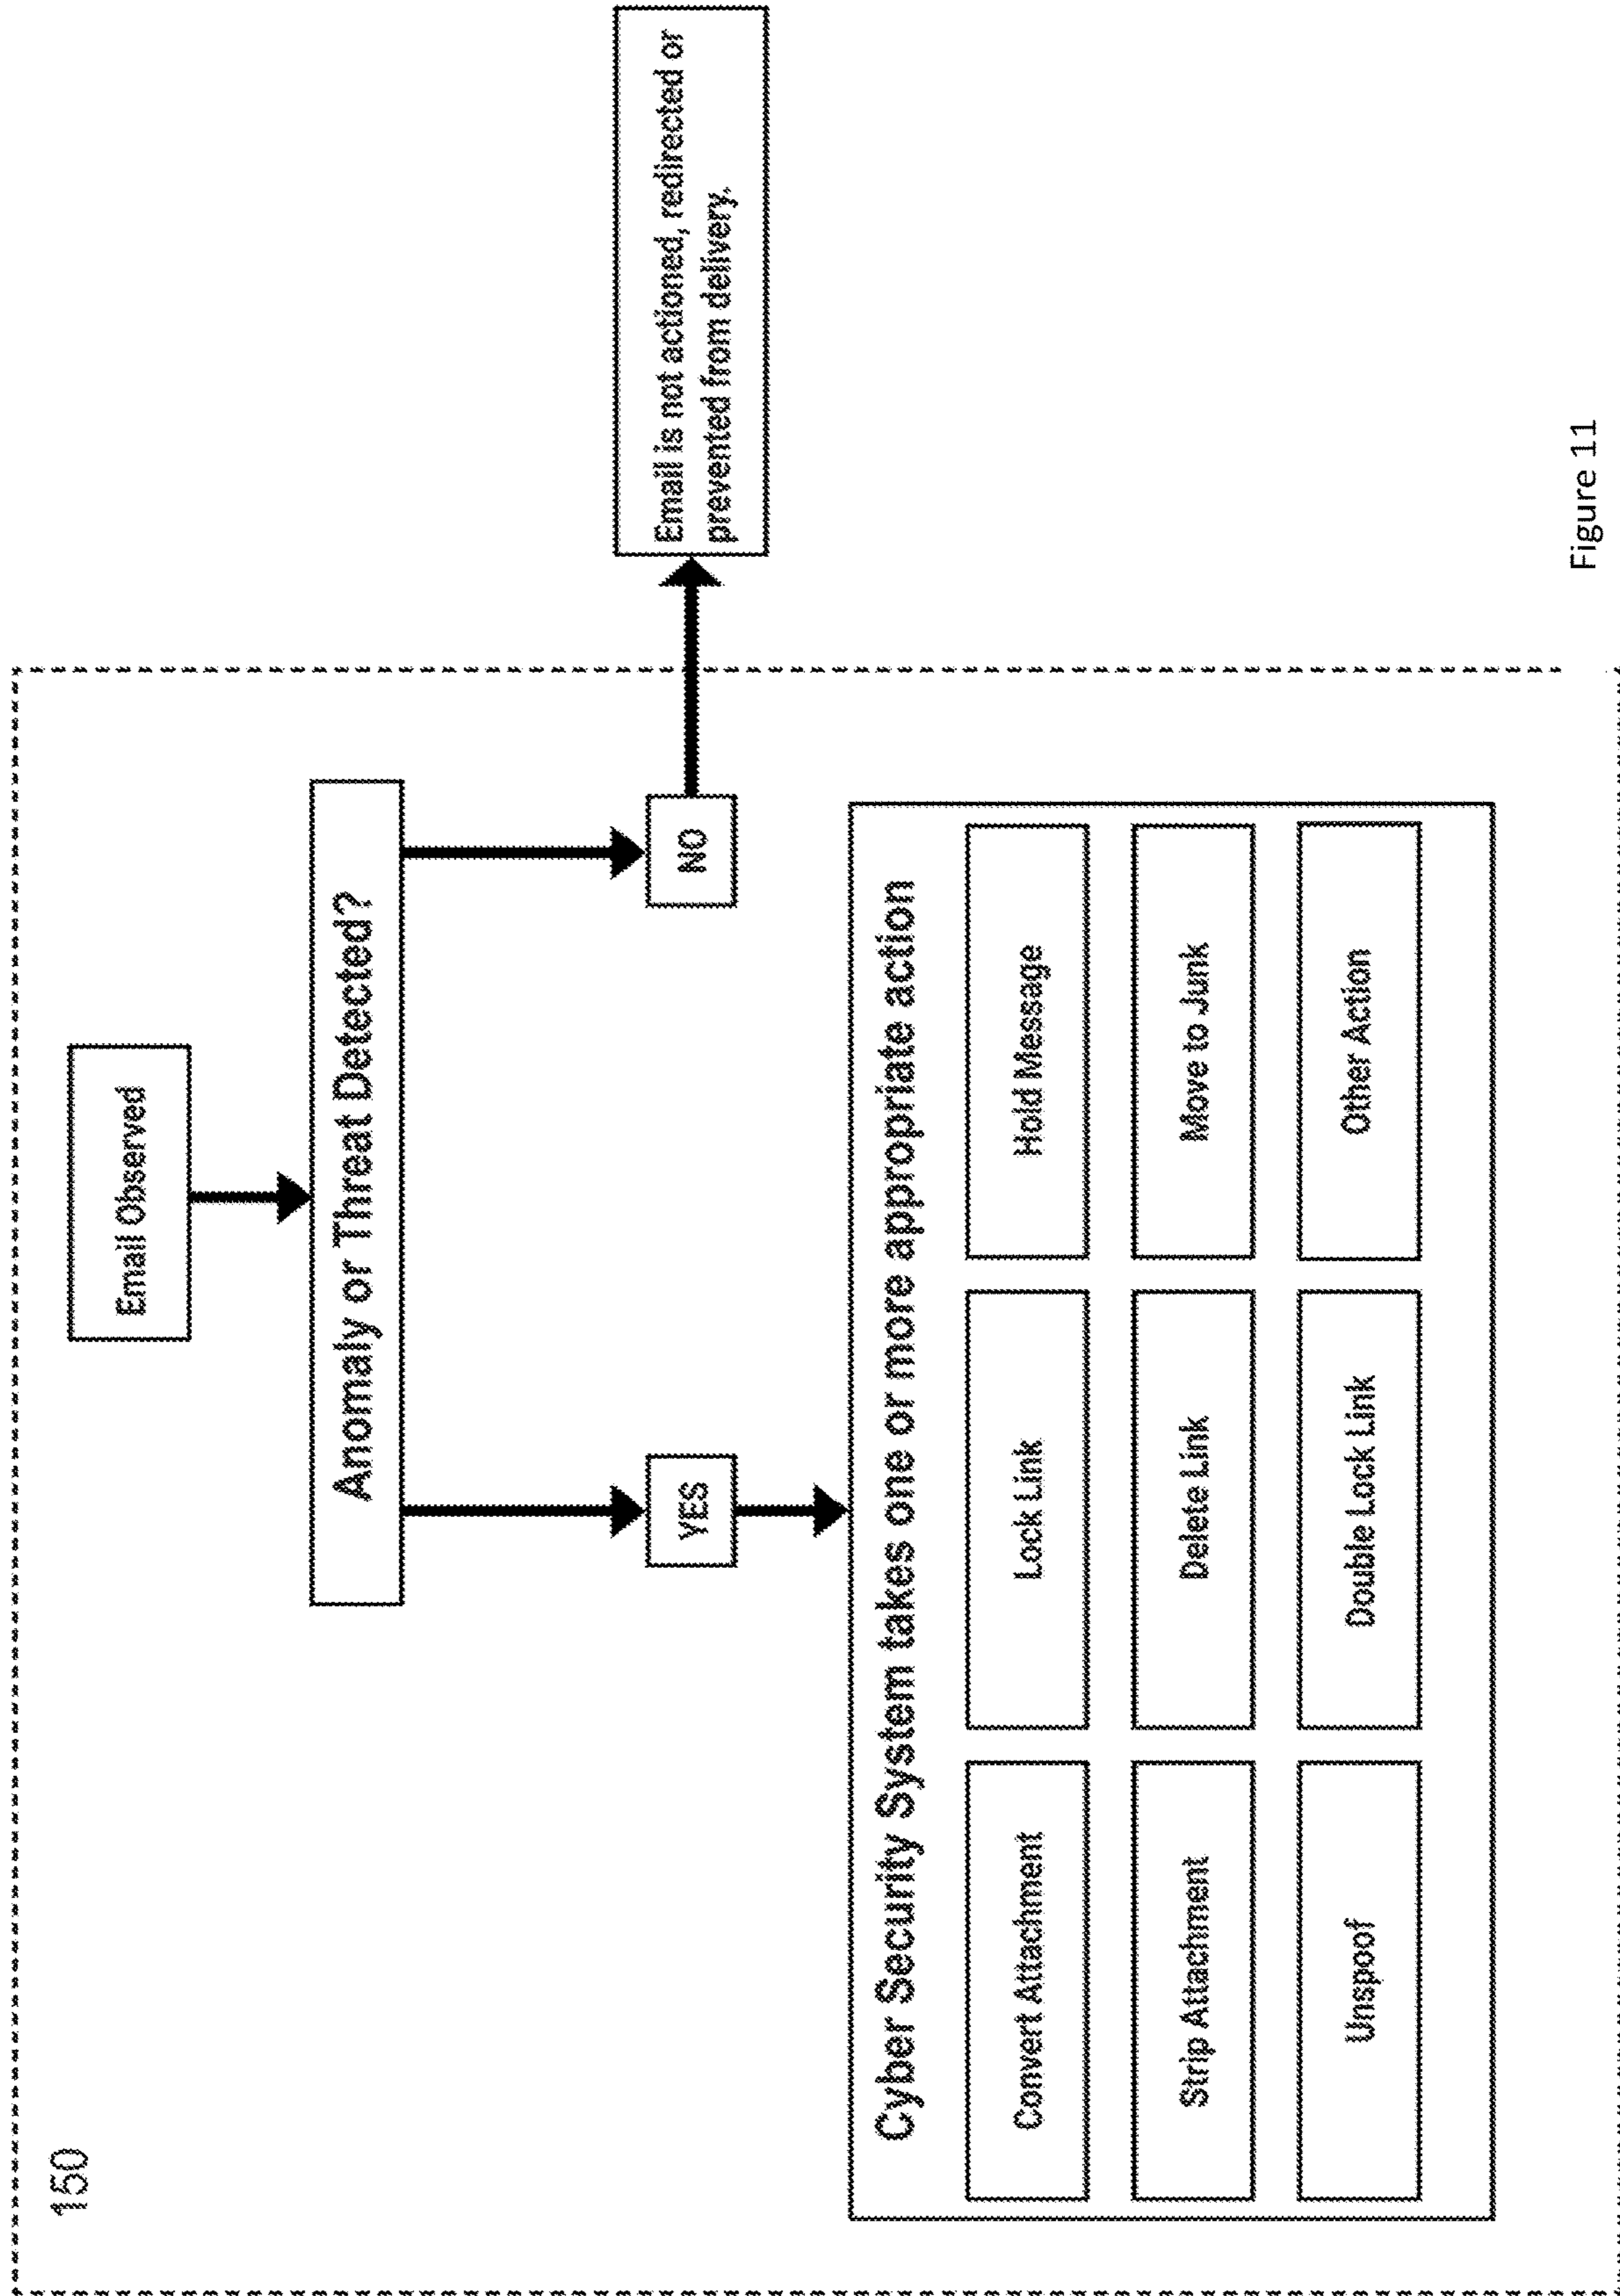 150
Email Observed
Anomaly or Threat Detected?
YES
NO
Email is not actioned, redirected or
prevented from delivery.
Cyber Security System takes one or more appropriate action
Convert Attachment
Lock Link
Hold Message
Strip Attachment
Delete Link
Move to Junk
Unspoof
Double Lock Link
Other Action
Figure 11